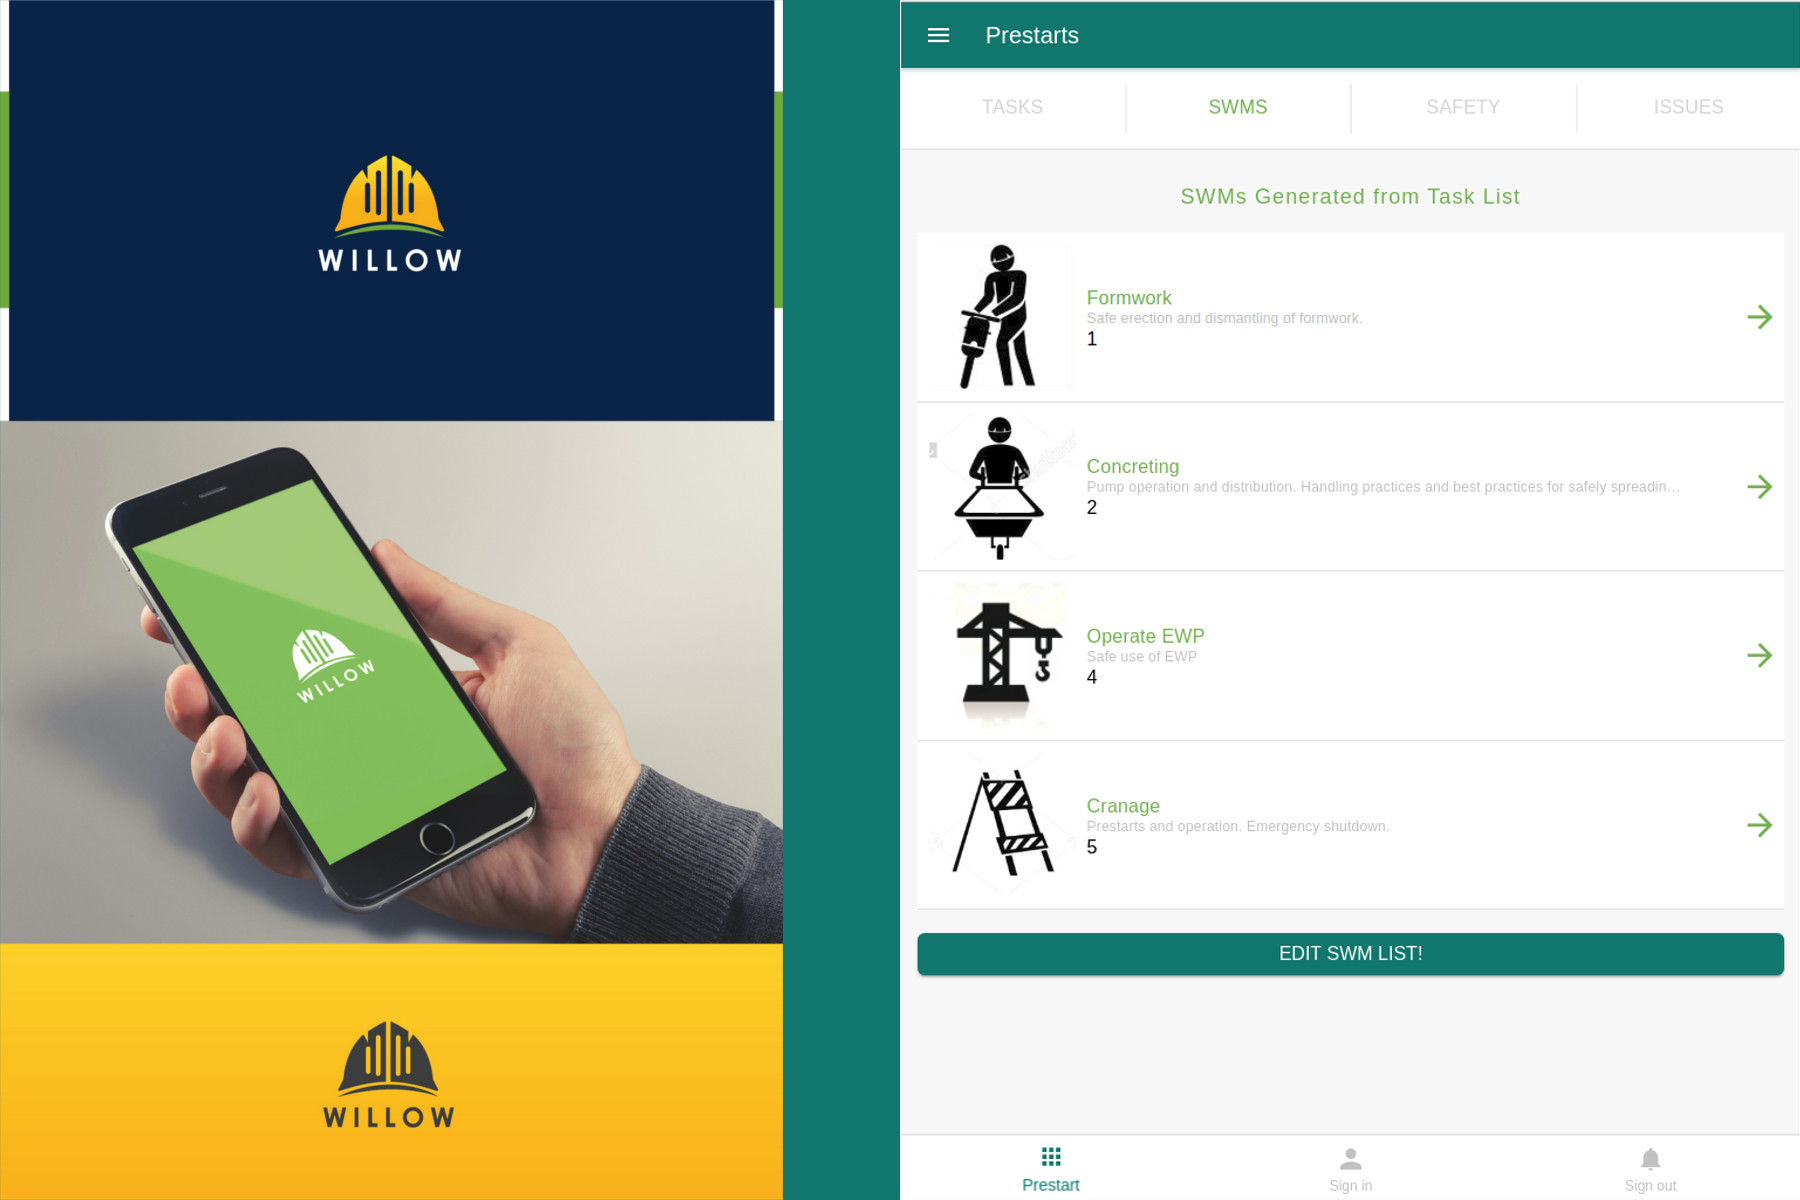 WILLOW
WILLOW
WILLOW
Prestarts
TASKS
SWMS
SAFETY
ISSUES
SWMs Generated from Task List
Formwork
Safe erection and dismantling of formwork.
1
Concreting
Pump operation and distribution. Handling practices and best practices for safely spreadin...
2
Operate EWP
Safe use of EWP
4
Cranage
Prestarts and operation. Emergency shutdown.
5
EDIT SWM LIST!
Prestart
Sign in
Sign out